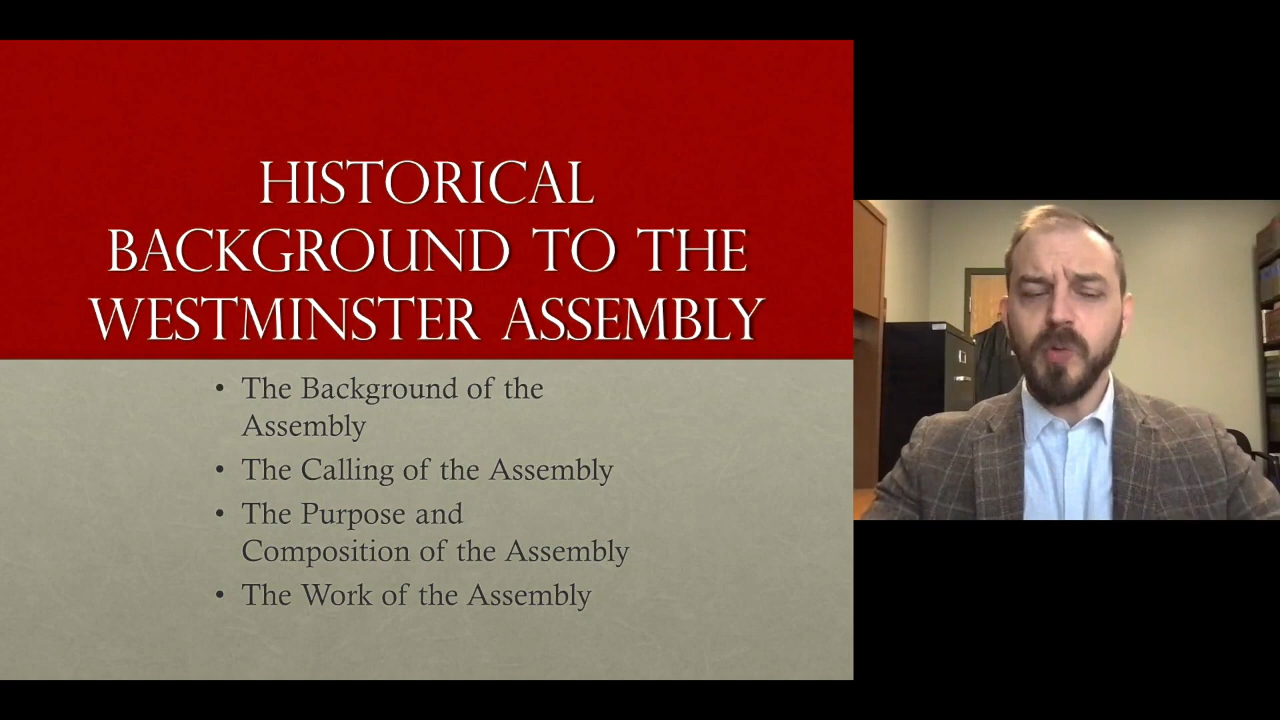 HISTORICAL
BACKGROUND TO THE
WESTMINSTER ASSEMBLY
• The Background of the
Assembly
• The Calling of the Assembly
• The Purpose and
Composition of the Assembly
• The Work of the Assembly